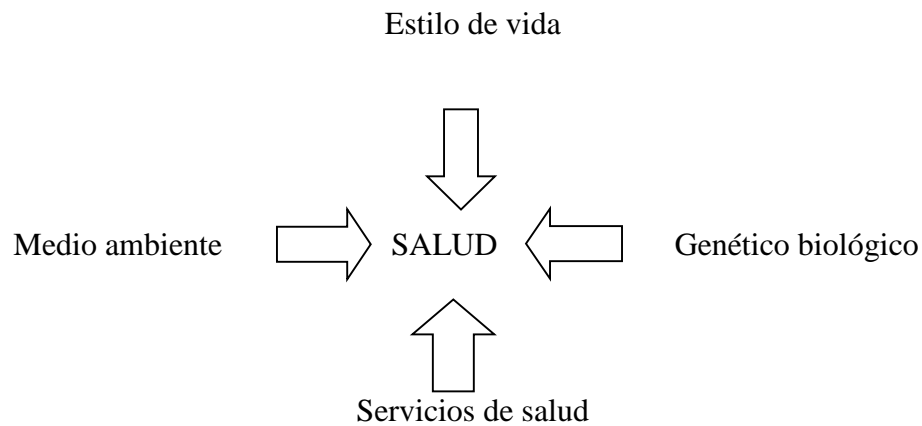 Estilo de vida
Medio ambiente
SALUD
Genético biológico
Servicios de salud